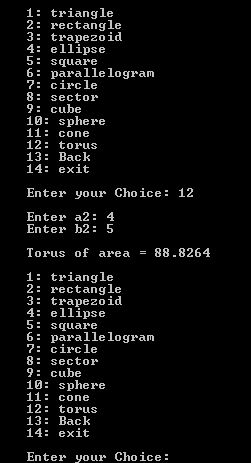 1: triangle
2: rectangle
3: trapezoid
4: ellipse
5: square
6: parallelogram
7: circle
8: sector
9: cube
10: sphere
11: cone
12: torus
13: Back
14: exit
Enter your Choice: 12
Enter a2: 4
Enter b2: 5
Torus of area = 88.8264
1: triangle
2: rectangle
3: trapezoid
4: ellipse
5: square
6: parallelogram
7: circle
8: sector
9: cube
10: sphere
11: cone
12: torus
13: Back
14: exit
Enter your Choice: